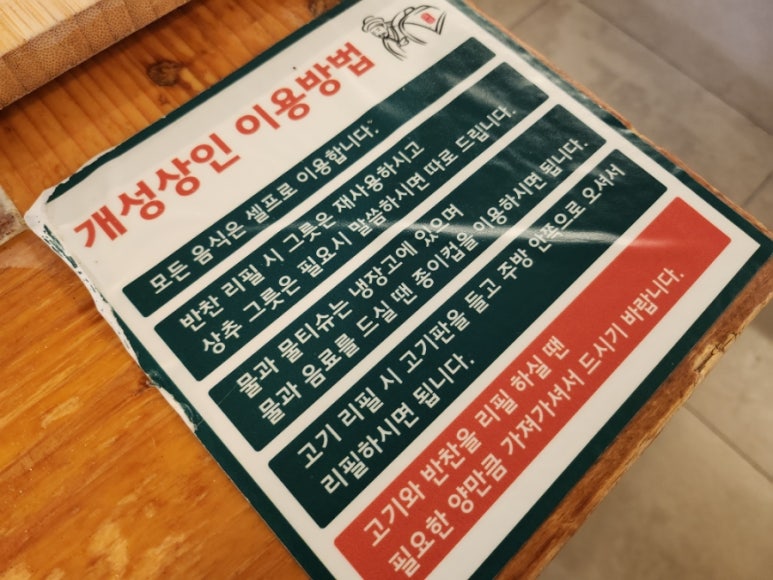 개성상인 이용방법
모든 음식은 셀프로 이용합니다.
반찬 리필 시 그릇은 재사용하시고
상추 그릇은 필요시 말씀하시면 따로 드립니다.
물과 물티슈는 냉장고에 있으며
물과 음료를 드실 땐 종이컵을 이용하시면 됩니다.
고기 리필 시 고기판을 들고 주방 안쪽으로 오셔서
리필하시면 됩니다.
고기와 반찬을 리필 하실 땐
필요한 양만큼 가져가셔서 드시기 바랍니다.